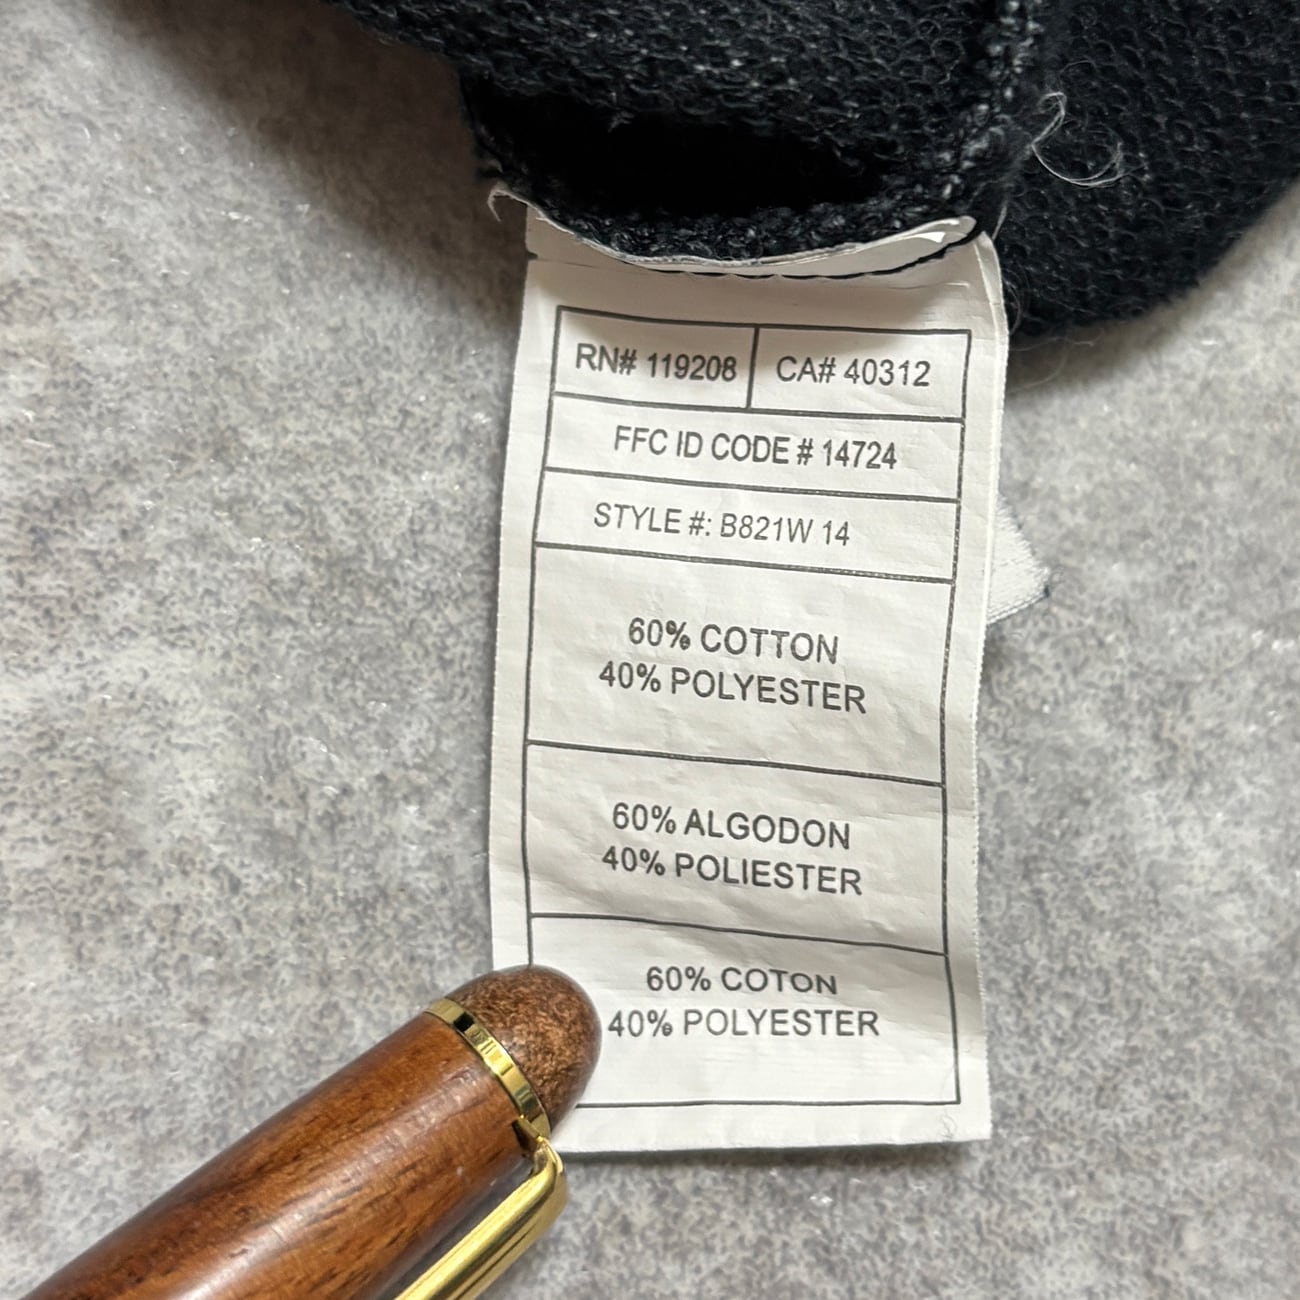 RN# 119208 CA# 40312
FFC ID CODE # 14724
STYLE #: B821W 14
60% COTTON
40% POLYESTER
60% ALGODON
40% POLIESTER
60% COTON
40% POLYESTER